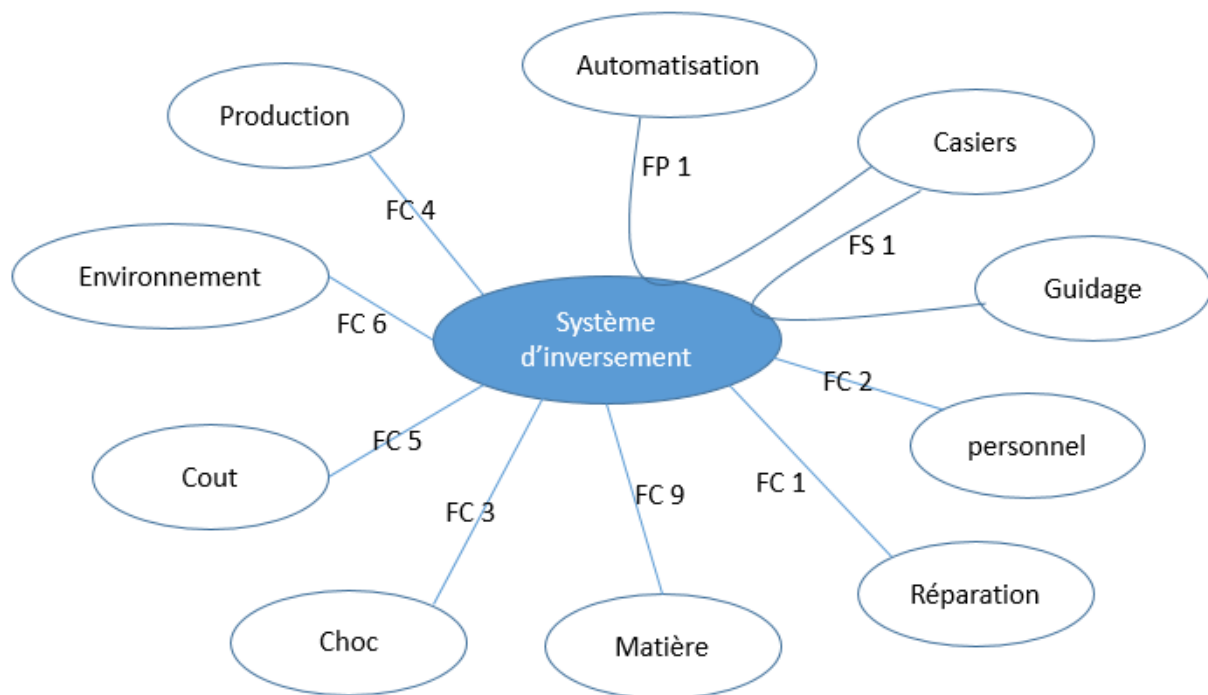 Automatisation
Production
Casiers
FP 1
FC 4
FS 1
Environnement
Guidage
FC 6
Système
d’inversement
FC 2
FC 5
personnel
Cout
FC 1
FC 9
FC 3
Réparation
Choc
Matière